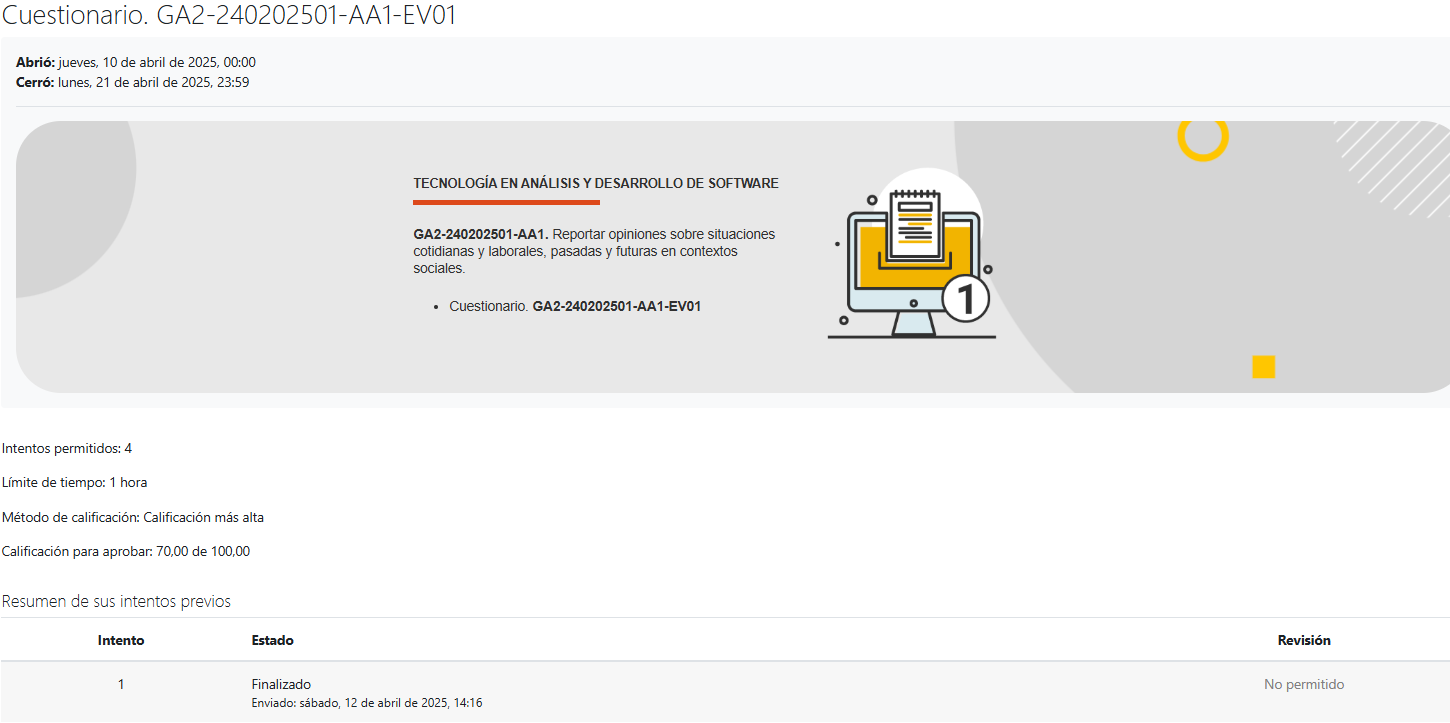 Cuestionario. GA2-240202501-AA1-EV01
Abrió: jueves, 10 de abril de 2025, 00:00
Cerró: lunes, 21 de abril de 2025, 23:59
TECNOLOGÍA EN ANÁLISIS Y DESARROLLO DE SOFTWARE
GA2-240202501-AA1. Reportar opiniones sobre situaciones
cotidianas y laborales, pasadas y futuras en contextos
sociales.
• Cuestionario. GA2-240202501-AA1-EV01
1
Intentos permitidos: 4
Límite de tiempo: 1 hora
Método de calificación: Calificación más alta
Calificación para aprobar: 70,00 de 100,00
Resumen de sus intentos previos
Intento Estado Revisión
1 Finalizado No permitido
Enviado: sábado, 12 de abril de 2025, 14:16